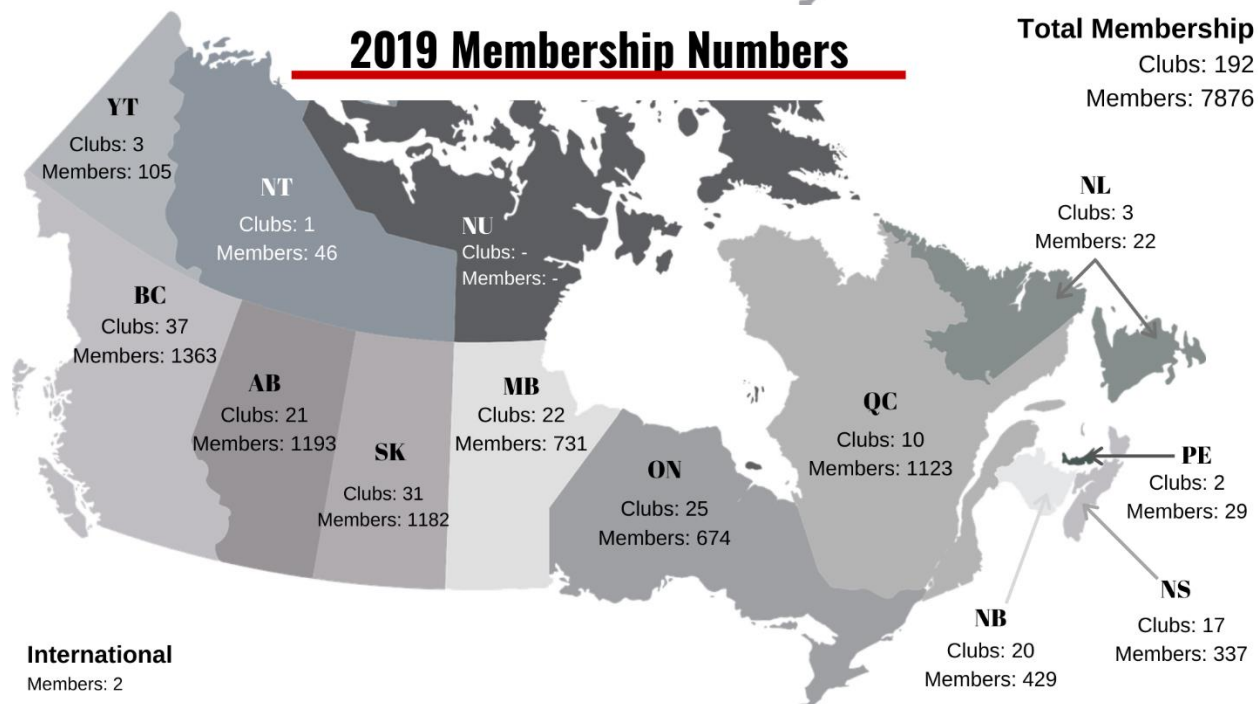 2019 Membership Numbers
Total Membership
Clubs: 192
Members: 7876
YT
Clubs: 3
Members: 105
NT
Clubs: 1
Members: 46
NU
Clubs: -
Members: -
NL
Clubs: 3
Members: 22
BC
Clubs: 37
Members: 1363
AB
Clubs: 21
Members: 1193
SK
Clubs: 31
Members: 1182
MB
Clubs: 22
Members: 731
ON
Clubs: 25
Members: 674
QC
Clubs: 10
Members: 1123
PE
Clubs: 2
Members: 29
NS
Clubs: 17
Members: 337
NB
Clubs: 20
Members: 429
International
Members: 2